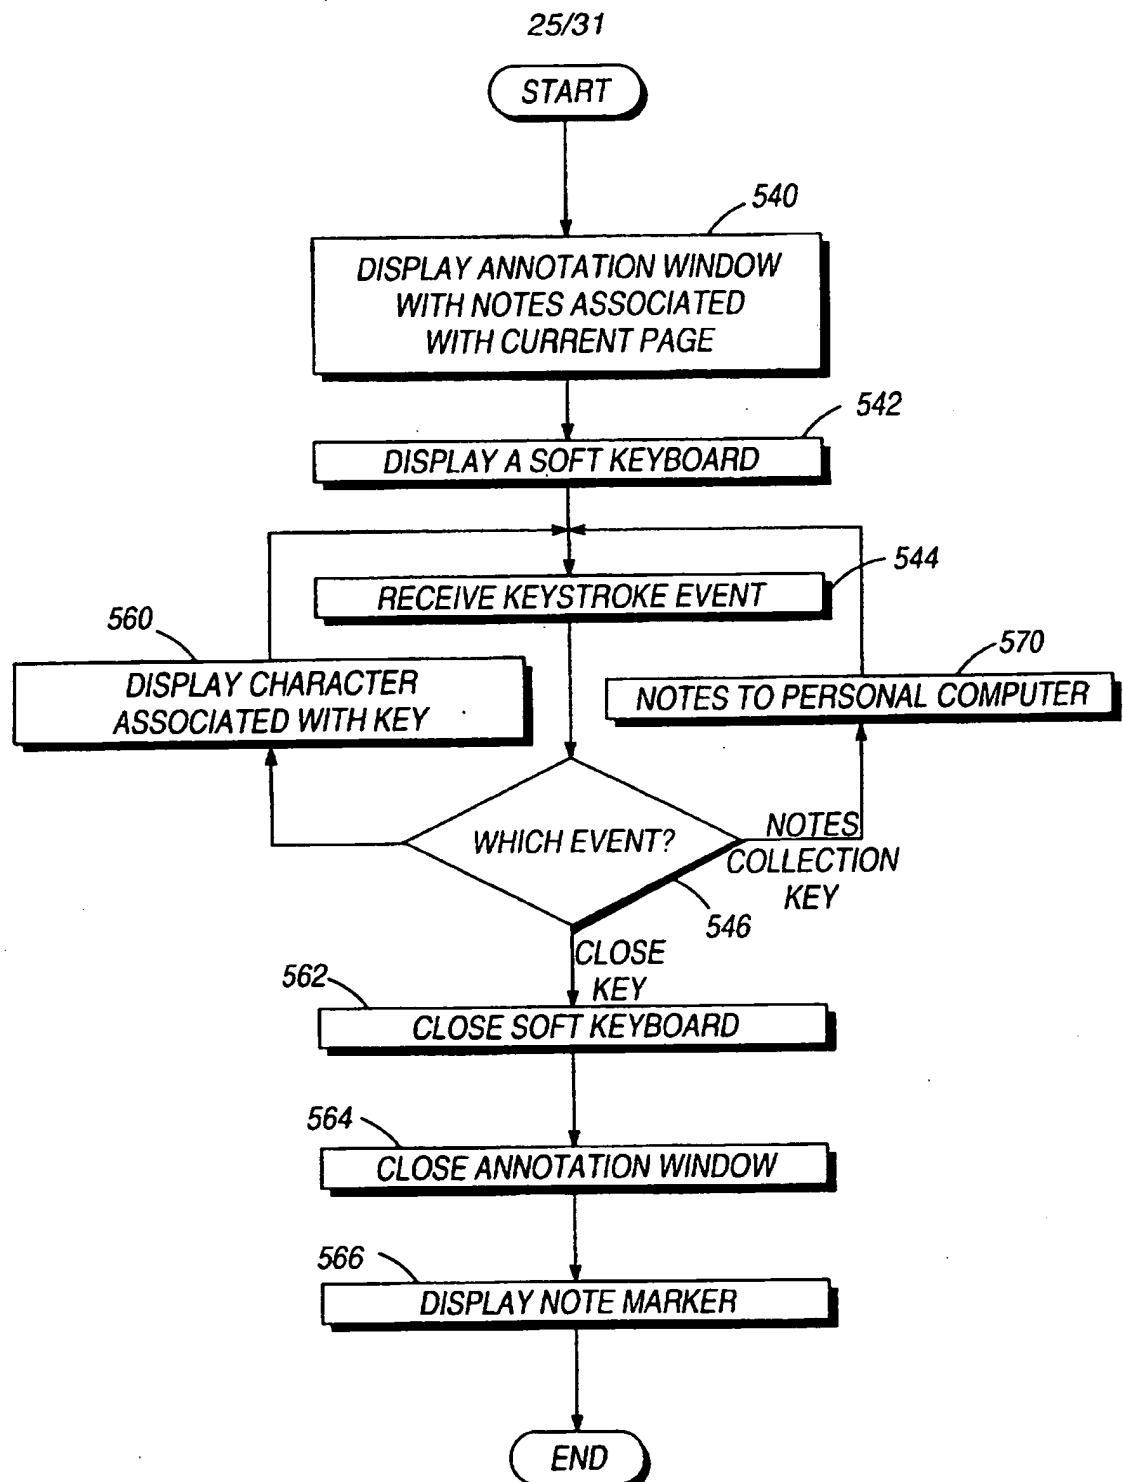 25/31
START
540
DISPLAY ANNOTATION WINDOW
WITH NOTES ASSOCIATED
WITH CURRENT PAGE
542
DISPLAY A SOFT KEYBOARD
544
RECEIVE KEYSTROKE EVENT
560
DISPLAY CHARACTER
ASSOCIATED WITH KEY
570
NOTES TO PERSONAL COMPUTER
WHICH EVENT?
NOTES
COLLECTION
KEY
546
CLOSE
KEY
562
CLOSE SOFT KEYBOARD
564
CLOSE ANNOTATION WINDOW
566
DISPLAY NOTE MARKER
END